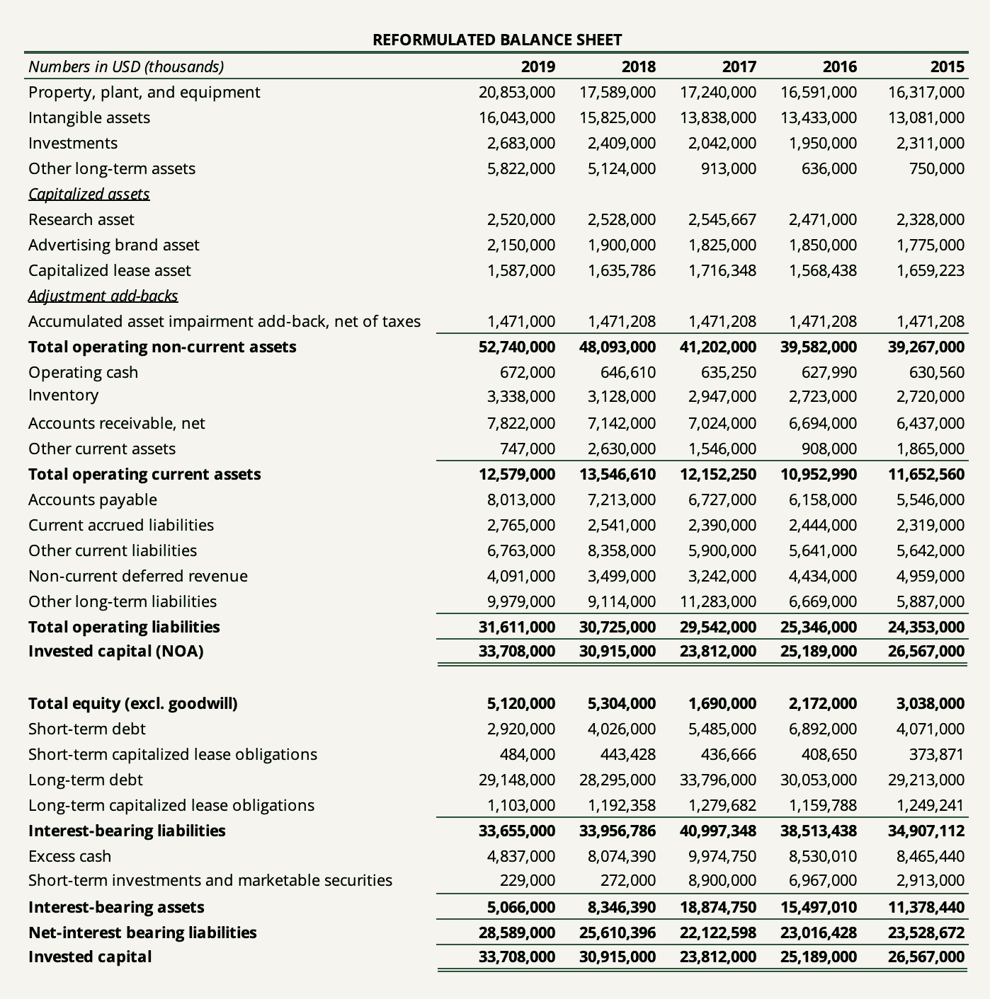 REFORMULATED BALANCE SHEET
Numbers in USD (thousands) 2019 2018 2017 2016 2015
Property, plant, and equipment 20,853,000 17,589,000 17,240,000 16,591,000 16,317,000
Intangible assets 16,043,000 15,825,000 13,838,000 13,433,000 13,081,000
Investments 2,683,000 2,409,000 2,042,000 1,950,000 2,311,000
Other long-term assets 5,822,000 5,124,000 913,000 636,000 750,000
Capitalized assets
Research asset 2,520,000 2,528,000 2,545,667 2,471,000 2,328,000
Advertising brand asset 2,150,000 1,900,000 1,825,000 1,850,000 1,775,000
Capitalized lease asset 1,587,000 1,635,786 1,716,348 1,568,438 1,659,223
Adjustment add-backs
Accumulated asset impairment add-back, net of taxes 1,471,000 1,471,208 1,471,208 1,471,208 1,471,208
Total operating non-current assets 52,740,000 48,093,000 41,202,000 39,582,000 39,267,000
Operating cash 672,000 646,610 635,250 627,990 630,560
Inventory 3,338,000 3,128,000 2,947,000 2,723,000 2,720,000
Accounts receivable, net 7,822,000 7,142,000 7,024,000 6,694,000 6,437,000
Other current assets 747,000 2,630,000 1,546,000 908,000 1,865,000
Total operating current assets 12,579,000 13,546,610 12,152,250 10,952,990 11,652,560
Accounts payable 8,013,000 7,213,000 6,727,000 6,158,000 5,546,000
Current accrued liabilities 2,765,000 2,541,000 2,390,000 2,444,000 2,319,000
Other current liabilities 6,763,000 8,358,000 5,900,000 5,641,000 5,642,000
Non-current deferred revenue 4,091,000 3,499,000 3,242,000 4,434,000 4,959,000
Other long-term liabilities 9,979,000 9,114,000 11,283,000 6,669,000 5,887,000
Total operating liabilities 31,611,000 30,725,000 29,542,000 25,346,000 24,353,000
Invested capital (NOA) 33,708,000 30,915,000 23,812,000 25,189,000 26,567,000
Total equity (excl. goodwill) 5,120,000 5,304,000 1,690,000 2,172,000 3,038,000
Short-term debt 2,920,000 4,026,000 5,485,000 6,892,000 4,071,000
Short-term capitalized lease obligations 484,000 443,428 436,666 408,650 373,871
Long-term debt 29,148,000 28,295,000 33,796,000 30,053,000 29,213,000
Long-term capitalized lease obligations 1,103,000 1,192,358 1,279,682 1,159,788 1,249,241
Interest-bearing liabilities 33,655,000 33,956,786 40,997,348 38,513,438 34,907,112
Excess cash 4,837,000 8,074,390 9,974,750 8,530,010 8,465,440
Short-term investments and marketable securities 229,000 272,000 8,900,000 6,967,000 2,913,000
Interest-bearing assets 5,066,000 8,346,390 18,874,750 15,497,010 11,378,440
Net-interest bearing liabilities 28,589,000 25,610,396 22,122,598 23,016,428 23,528,672
Invested capital 33,708,000 30,915,000 23,812,000 25,189,000 26,567,000